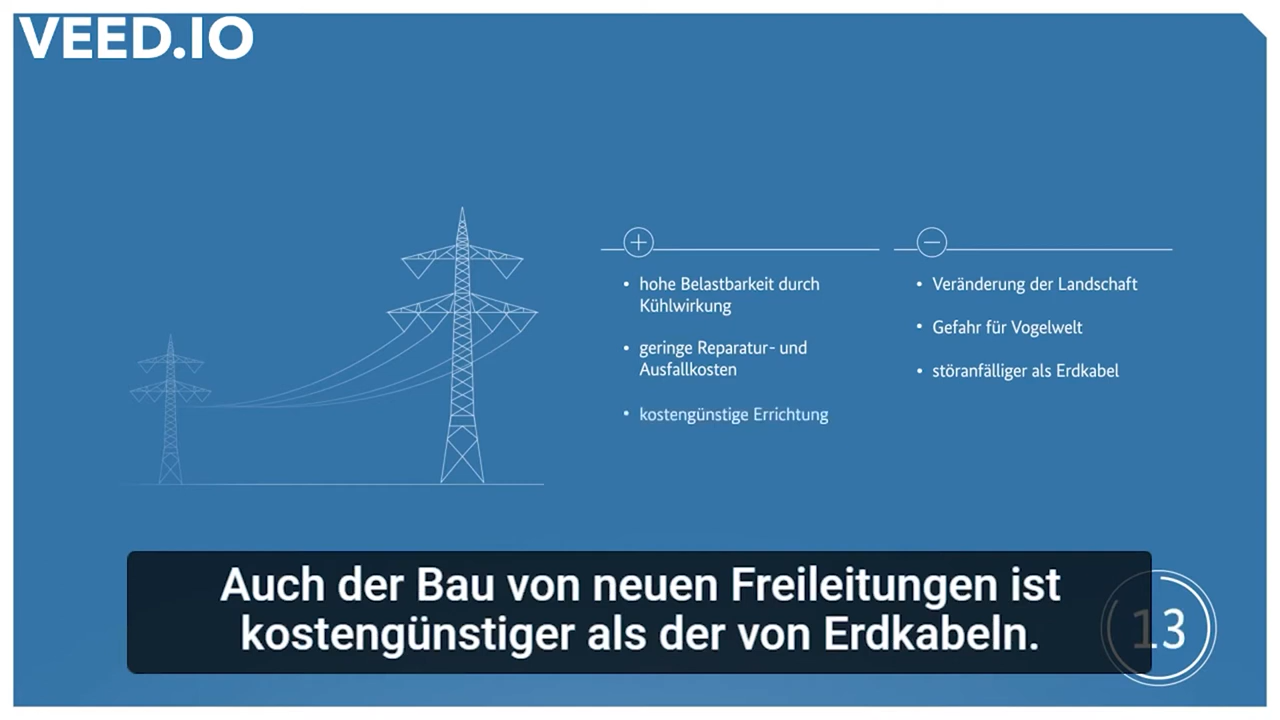 VEED.IO
• hohe Belastbarkeit durch
Kühlwirkung
• geringe Reparatur- und
Ausfallkosten
• kostengünstige Errichtung
• Veränderung der Landschaft
• Gefahr für Vogelwelt
• störanfälliger als Erdkabel
Auch der Bau von neuen Freileitungen ist
kostengünstiger als der von Erdkabeln.
13